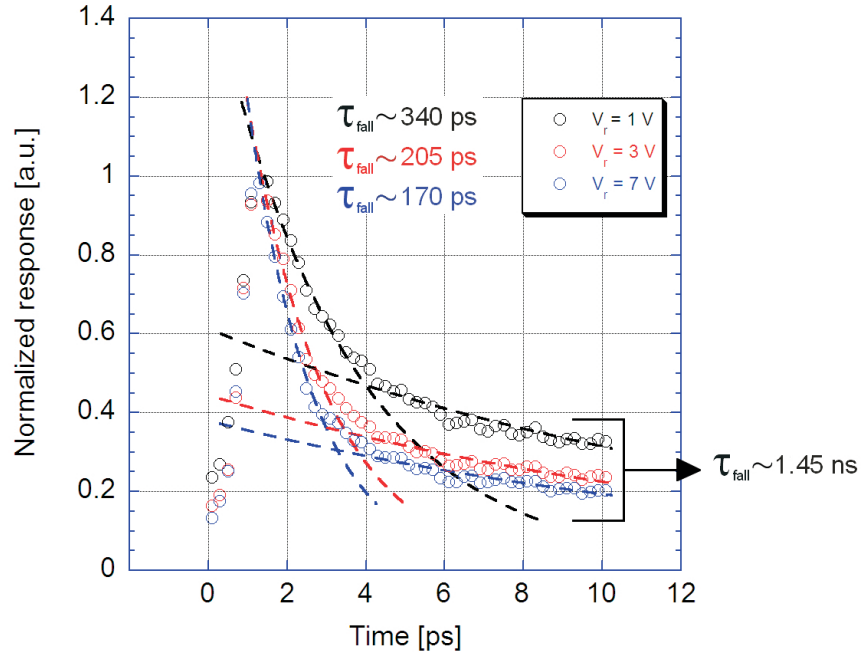 1.4
1.2
1
0.8
0.6
0.4
0.2
0
0
2
4
6
8
10
12
Normalized response [a.u.]
Time [ps]
τfall~340 ps
τfall~205 ps
τfall~170 ps
Vr = 1 V
Vr = 3 V
Vr = 7 V
τfall~1.45 ns